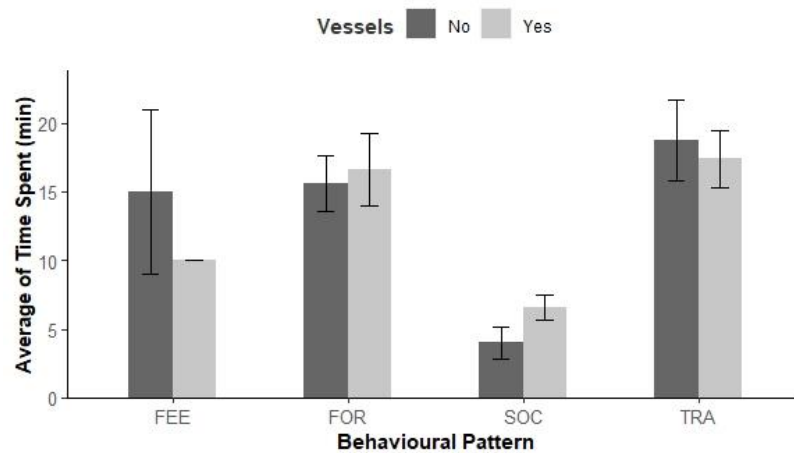 Vessels No Yes
Average of Time Spent (min)
20
15
10
5
0
FEE FOR SOC TRA
Behavioural Pattern